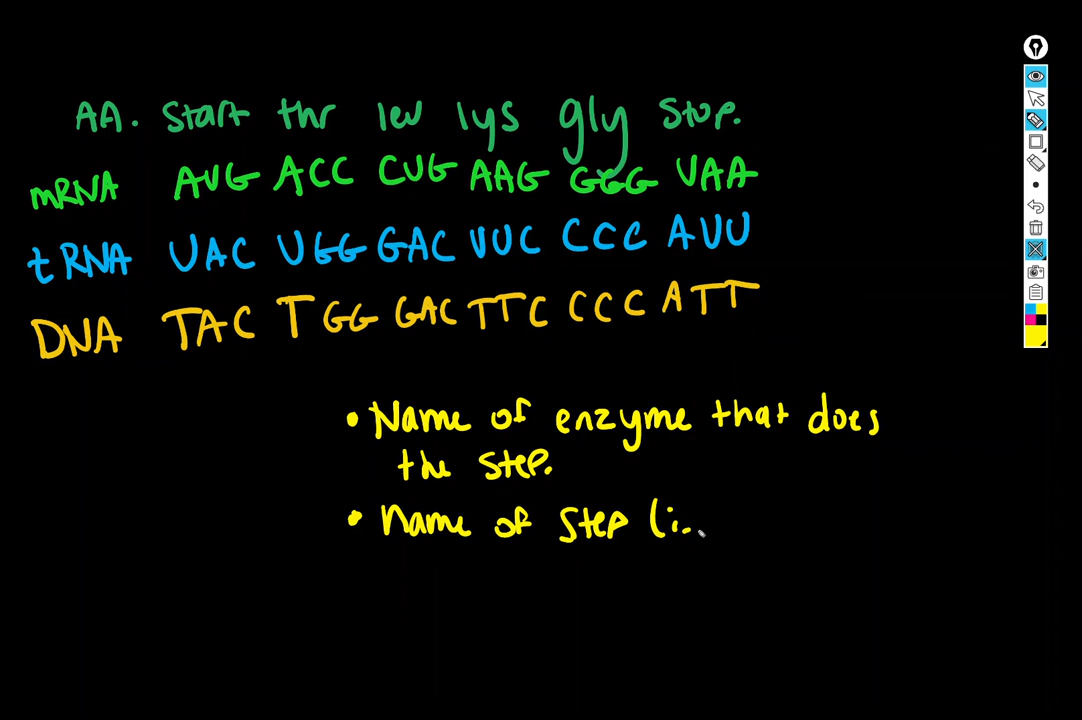 AA. Start thr leu lys gly Stop.
mRNA AUG ACC CUG AAG GGG UAA
tRNA UAC UGG GAC UUC CCC AUU
DNA TAC TGG GAC TTC CCC ATT
• Name of enzyme that does
the step.
• Name of step (i.